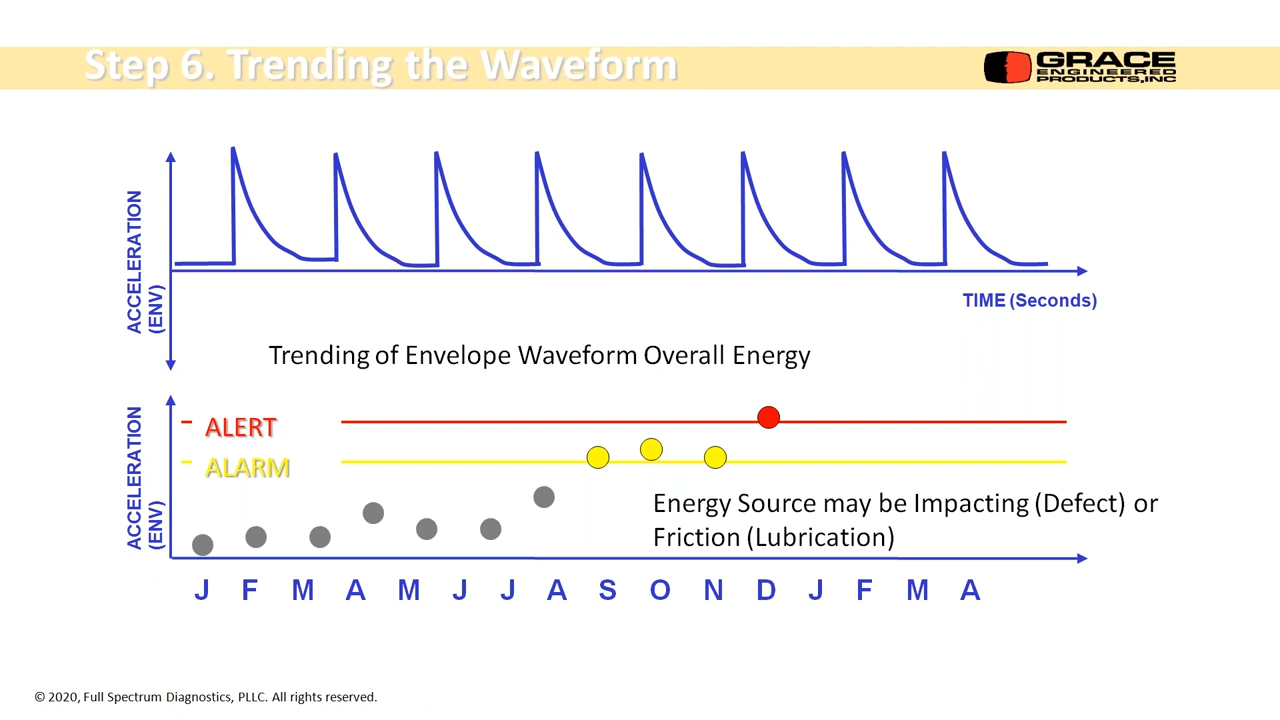 Step 6. Trending the Waveform
GRACE
ENGINEERED
PRODUCTS, INC
ACCELERATION
(ENV)
TIME (Seconds)
Trending of Envelope Waveform Overall Energy
ACCELERATION
(ENV)
ALERT
ALARM
Energy Source may be Impacting (Defect) or
Friction (Lubrication)
J F M A M J J A S O N D J F M A
© 2020, Full Spectrum Diagnostics, PLLC. All rights reserved.